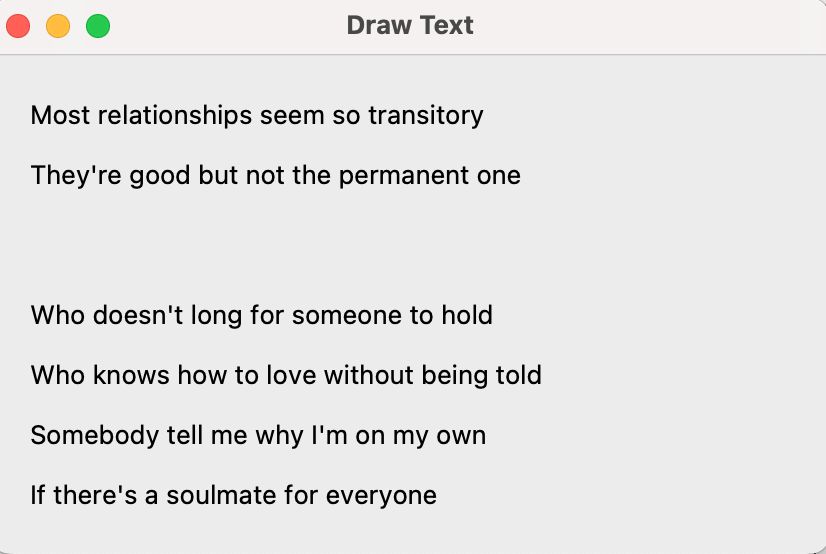 Draw Text
Most relationships seem so transitory
They're good but not the permanent one
Who doesn't long for someone to hold
Who knows how to love without being told
Somebody tell me why I'm on my own
If there's a soulmate for everyone